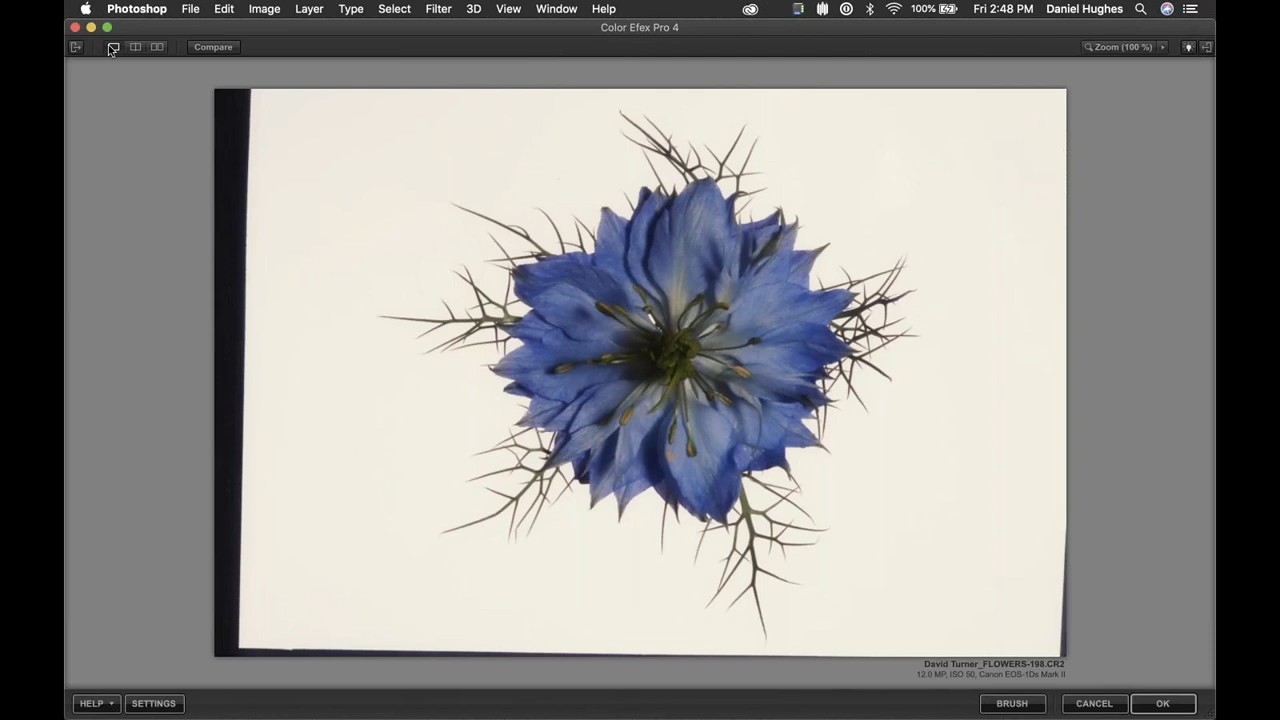 Photoshop File Edit Image Layer Type Select Filter 3D View Window Help 100% Fri 2:48 PM Daniel Hughes
Color Efex Pro 4
Compare Zoom (100 %)
David Turner_FLOWERS-198.CR2
12.0 MP, ISO 50, Canon EOS-1Ds Mark II
HELP SETTINGS BRUSH CANCEL OK